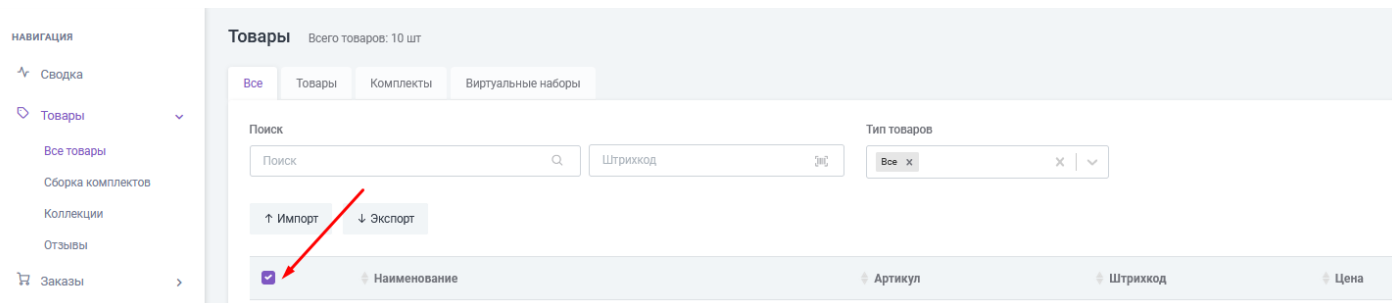 НАВИГАЦИЯ
Сводка
Товары
Все товары
Сборка комплектов
Коллекции
Отзывы
Заказы
Товары Всего товаров: 10 шт
Все Товары Комплекты Виртуальные наборы
Поиск Тип товаров
Поиск Штрихкод Все
Импорт Экспорт
Наименование Артикул Штрихкод Цена